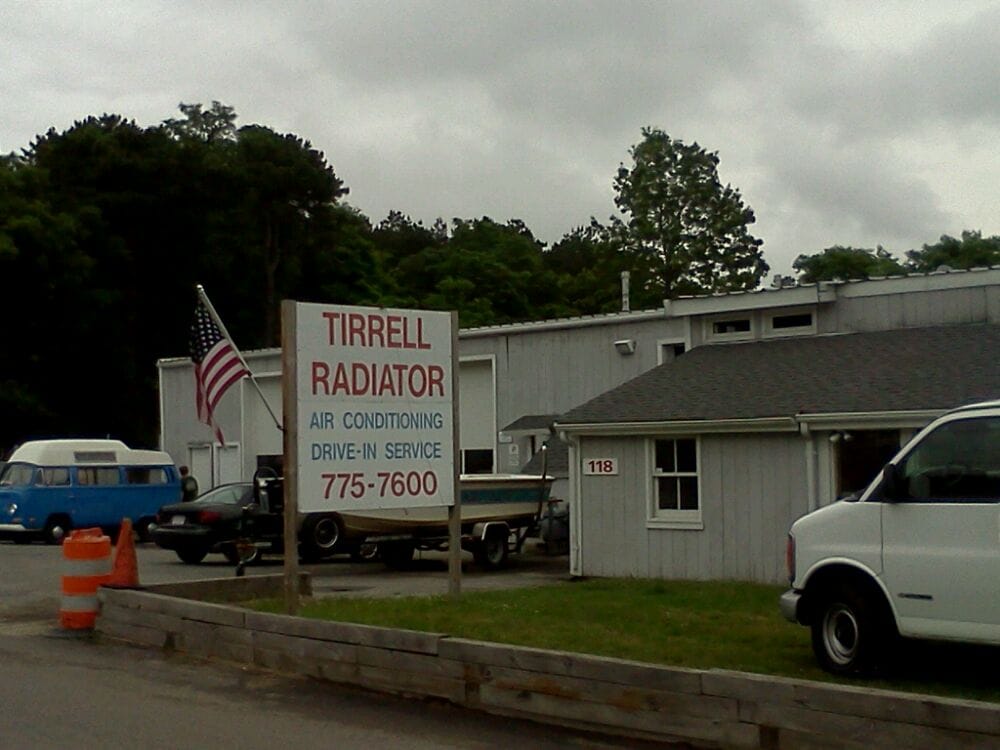 TIRRELL
RADIATOR
AIR CONDITIONING
DRIVE-IN SERVICE
775-7600
118